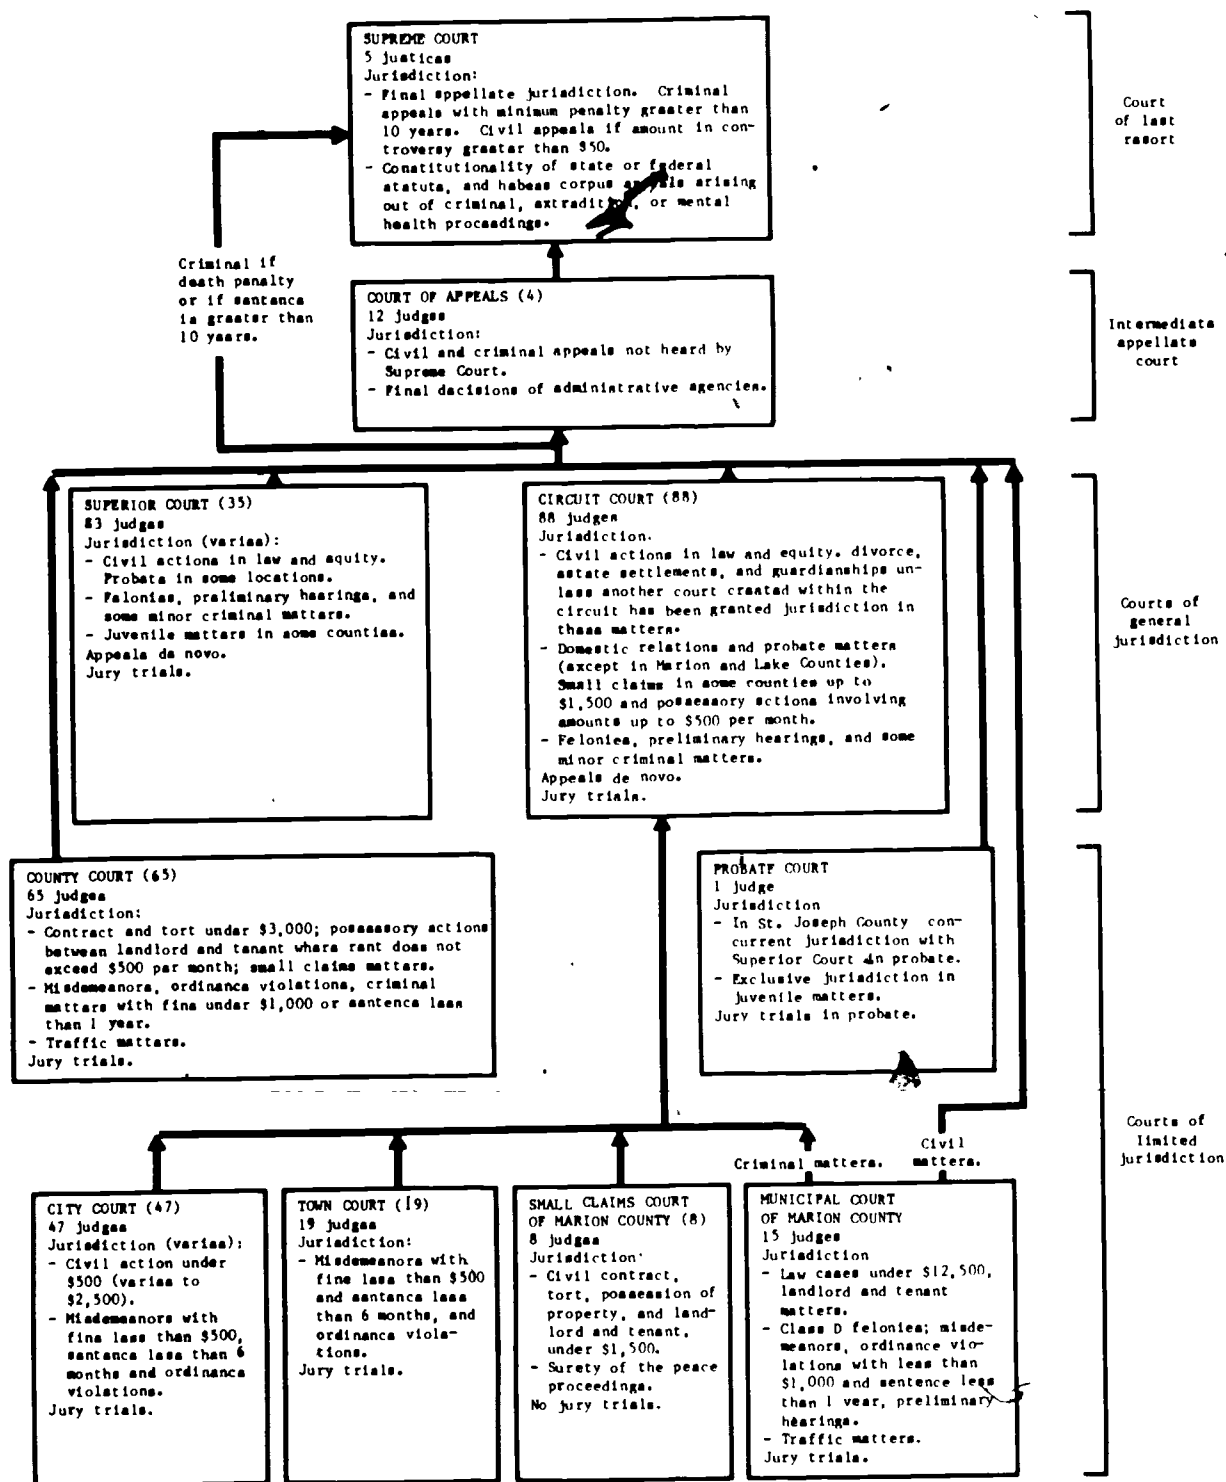 SUPREME COURT
5 justices
Jurisdiction:
- Final appellate jurisdiction. Criminal
appeals with minimum penalty greater than
10 years. Civil appeals if amount in con-
troversy greater than $50.
- Constitutionality of state or federal
statute, and habeas corpus appeals arising
out of criminal, extradition, or mental
health proceedings.
Court
of last
resort
Criminal if
death penalty
or if sentence
is greater than
10 years.
COURT OF APPEALS (4)
12 judges
Jurisdiction:
- Civil and criminal appeals not heard by
Supreme Court.
- Final decisions of administrative agencies.
Intermediate
appellate
court
SUPERIOR COURT (35)
83 judges
Jurisdiction (varies):
- Civil actions in law and equity.
Probate in some locations.
- Felonies, preliminary hearings, and
some minor criminal matters.
- Juvenile matters in some counties.
Appeals de novo.
Jury trials.
CIRCUIT COURT (88)
88 judges
Jurisdiction.
- Civil actions in law and equity. divorce,
estate settlements, and guardianships un-
less another court created within the
circuit has been granted jurisdiction in
these matters.
- Domestic relations and probate matters
(except in Marion and Lake Counties).
Small claims in some counties up to
$1,500 and possessory actions involving
amounts up to $500 per month.
- Felonies, preliminary hearings, and some
minor criminal matters.
Appeals de novo.
Jury trials.
Courts of
general
jurisdiction
COUNTY COURT (65)
65 judges
Jurisdiction:
- Contract and tort under $3,000; possessory actions
between landlord and tenant where rent does not
exceed $500 per month; small claims matters.
- Misdemeanors, ordinance violations, criminal
matters with fine under $1,000 or sentence less
than 1 year.
- Traffic matters.
Jury trials.
PROBATE COURT
1 judge
Jurisdiction
- In St. Joseph County con-
current jurisdiction with
Superior Court in probate.
- Exclusive jurisdiction in
juvenile matters.
Jury trials in probate.
Courts of
limited
jurisdiction
Criminal matters.
Civil
matters.
CITY COURT (47)
47 judges
Jurisdiction (varies):
- Civil action under
$500 (varies to
$2,500).
- Misdemeanors with
fine less than $500,
sentence less than 6
months and ordinance
violations.
Jury trials.
TOWN COURT (19)
19 judges
Jurisdiction:
- Misdemeanors with
fine less than $500
and sentence less
than 6 months, and
ordinance viola-
tions.
Jury trials.
SMALL CLAIMS COURT
OF MARION COUNTY (8)
8 judges
Jurisdiction:
- Civil contract,
tort, possession of
property, and land-
lord and tenant,
under $1,500.
- Surety of the peace
proceedings.
No jury trials.
MUNICIPAL COURT
OF MARION COUNTY
15 judges
Jurisdiction
- Law cases under $12,500,
landlord and tenant
matters.
- Class D felonies; misde-
meanors, ordinance vio-
lations with less than
$1,000 and sentence less
than 1 year, preliminary
hearings.
- Traffic matters.
Jury trials.